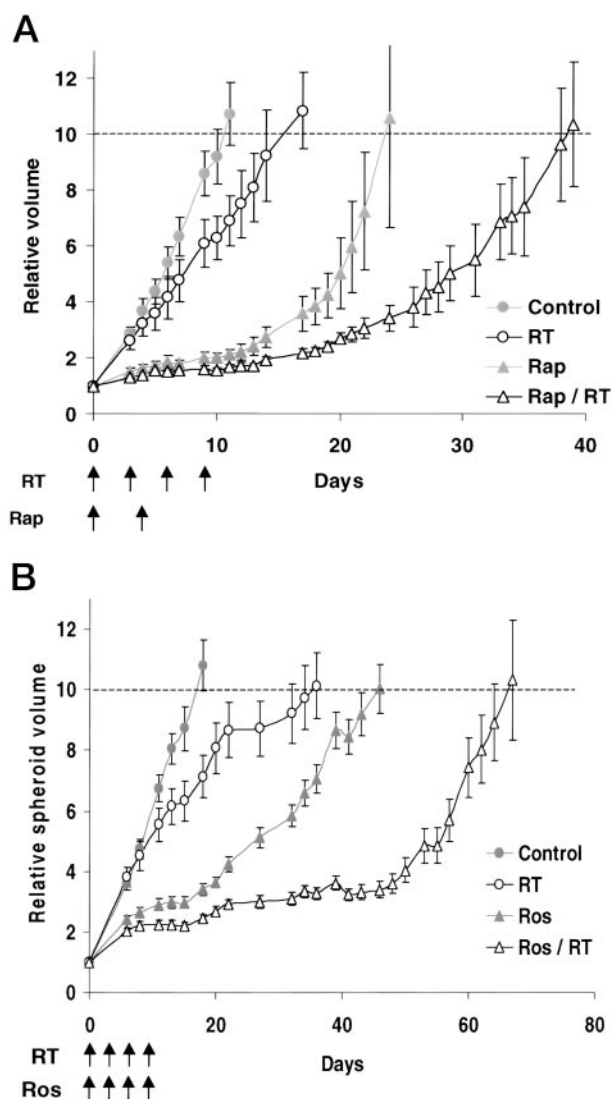 A
12
10
8
6
4
2
0
Relative volume
Control
RT
Rap
Rap / RT
0 10 20 30 40
Days
RT
Rap
B
12
10
8
6
4
2
0
Relative spheroid volume
Control
RT
Ros
Ros / RT
0 20 40 60 80
Days
RT
Ros